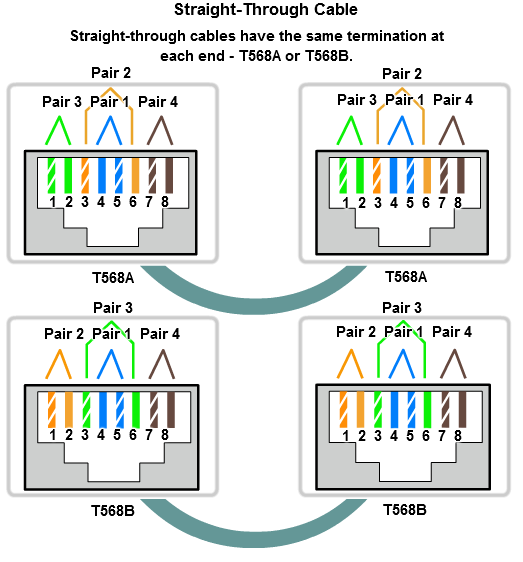 Straight-Through Cable
Straight-through cables have the same termination at
each end - T568A or T568B.
Pair 2
Pair 3 Pair 1 Pair 4
1 2 3 4 5 6 7 8
T568A
Pair 2
Pair 3 Pair 1 Pair 4
1 2 3 4 5 6 7 8
T568A
Pair 3
Pair 2 Pair 1 Pair 4
1 2 3 4 5 6 7 8
T568B
Pair 3
Pair 2 Pair 1 Pair 4
1 2 3 4 5 6 7 8
T568B